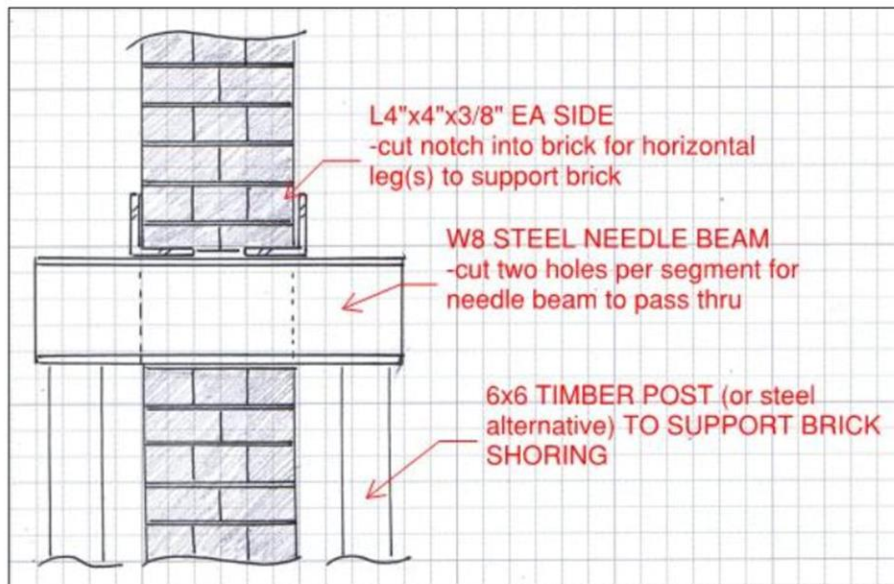 L4"x4"x3/8" EA SIDE
-cut notch into brick for horizontal
leg(s) to support brick
W8 STEEL NEEDLE BEAM
-cut two holes per segment for
needle beam to pass thru
6x6 TIMBER POST (or steel
alternative) TO SUPPORT BRICK
SHORING